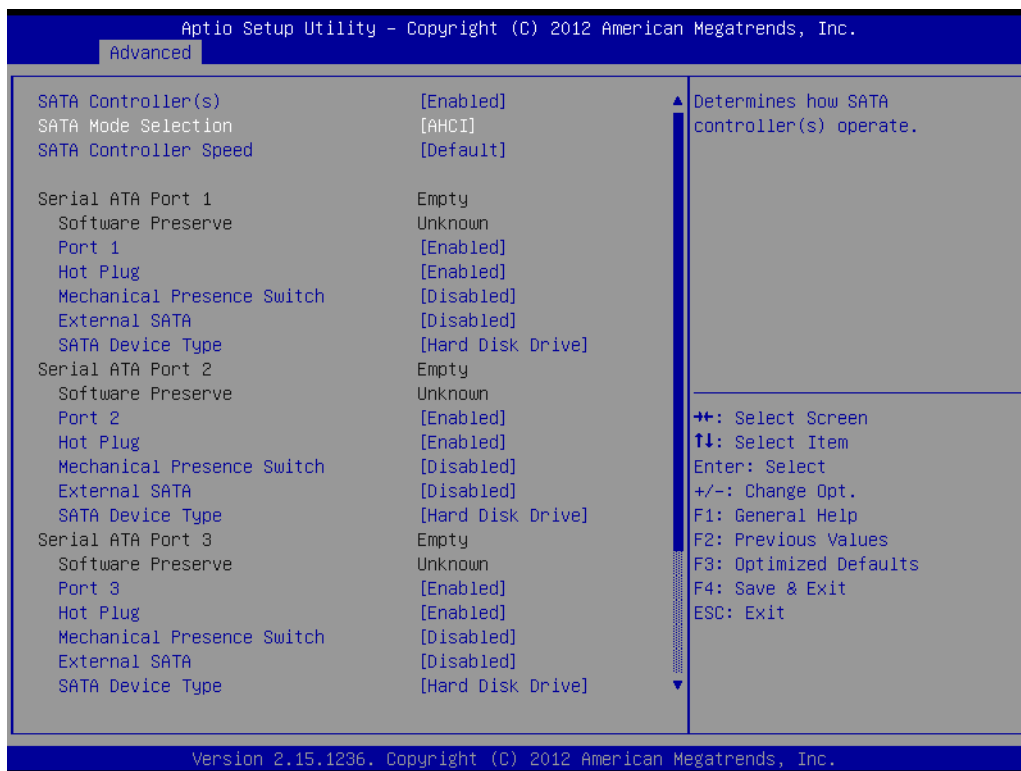 Aptio Setup Utility – Copyright (C) 2012 American Megatrends, Inc.
Advanced
SATA Controller(s) [Enabled]
SATA Mode Selection [AHCI]
SATA Controller Speed [Default]
Serial ATA Port 1 Empty
Software Preserve Unknown
Port 1 [Enabled]
Hot Plug [Enabled]
Mechanical Presence Switch [Disabled]
External SATA [Disabled]
SATA Device Type [Hard Disk Drive]
Serial ATA Port 2 Empty
Software Preserve Unknown
Port 2 [Enabled]
Hot Plug [Enabled]
Mechanical Presence Switch [Disabled]
External SATA [Disabled]
SATA Device Type [Hard Disk Drive]
Serial ATA Port 3 Empty
Software Preserve Unknown
Port 3 [Enabled]
Hot Plug [Enabled]
Mechanical Presence Switch [Disabled]
External SATA [Disabled]
SATA Device Type [Hard Disk Drive]
Determines how SATA
controller(s) operate.
→←: Select Screen
↑↓: Select Item
Enter: Select
+/-: Change Opt.
F1: General Help
F2: Previous Values
F3: Optimized Defaults
F4: Save & Exit
ESC: Exit
Version 2.15.1236. Copyright (C) 2012 American Megatrends, Inc.